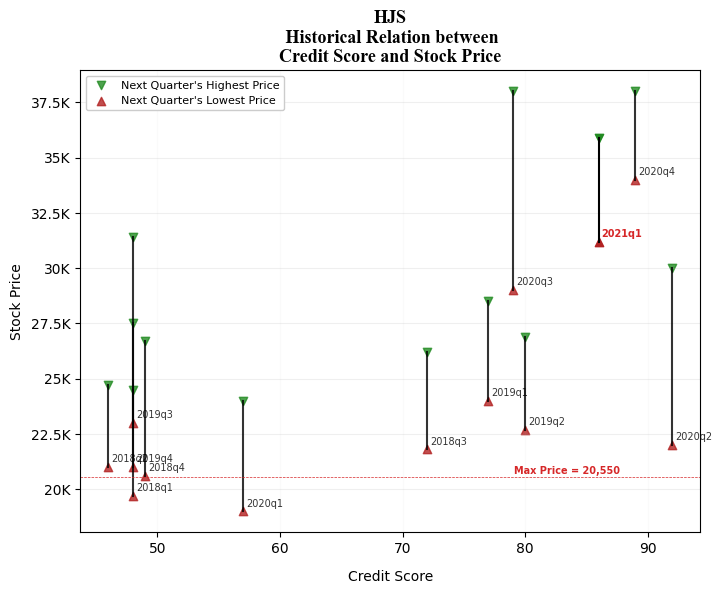 HJS
Historical Relation between
Credit Score and Stock Price
Next Quarter's Highest Price
Next Quarter's Lowest Price
37.5K
35K
32.5K
30K
27.5K
25K
22.5K
20K
Stock Price
2020q4
2021q1
2020q3
2019q1
2019q3
2019q2
2020q2
2018q3
2018q2
2019q4
2018q4
Max Price = 20,550
2018q1
2020q1
50
60
70
80
90
Credit Score